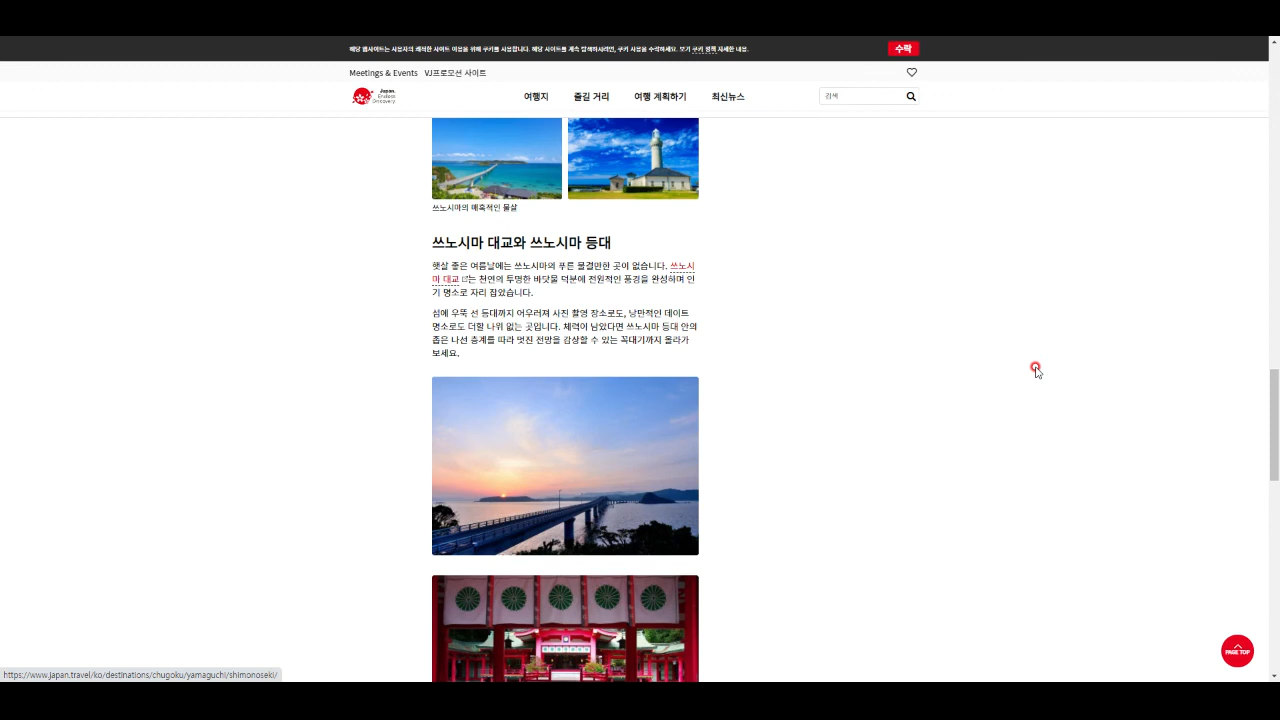 해당 웹사이트는 사용자의 쾌적한 사이트 이용을 위해 쿠키를 사용합니다. 해당 사이트를 계속 탐색하시려면, 쿠키 사용을 수락하세요. 보기 쿠키 정책 자세한 내용.
수락
Meetings & Events VJ프로모션 사이트
Japan.
Endless
Discovery
여행지 즐길 거리 여행 계획하기 최신뉴스
검색
쓰노시마의 매혹적인 물살
쓰노시마 대교와 쓰노시마 등대
햇살 좋은 여름날에는 쓰노시마의 푸른 물결만한 곳이 없습니다. 쓰노시
마 대교는 천연의 투명한 바닷물 덕분에 전원적인 풍경을 완성하며 인
기 명소로 자리 잡았습니다.
섬에 우뚝 선 등대까지 어우러져 사진 촬영 장소로도, 낭만적인 데이트
명소로도 더할 나위 없는 곳입니다. 체력이 남았다면 쓰노시마 등대 안의
좁은 나선 층계를 따라 멋진 전망을 감상할 수 있는 꼭대기까지 올라가
보세요.
PAGE TOP
https://www.japan.travel/ko/destinations/chugoku/yamaguchi/shimonoseki/